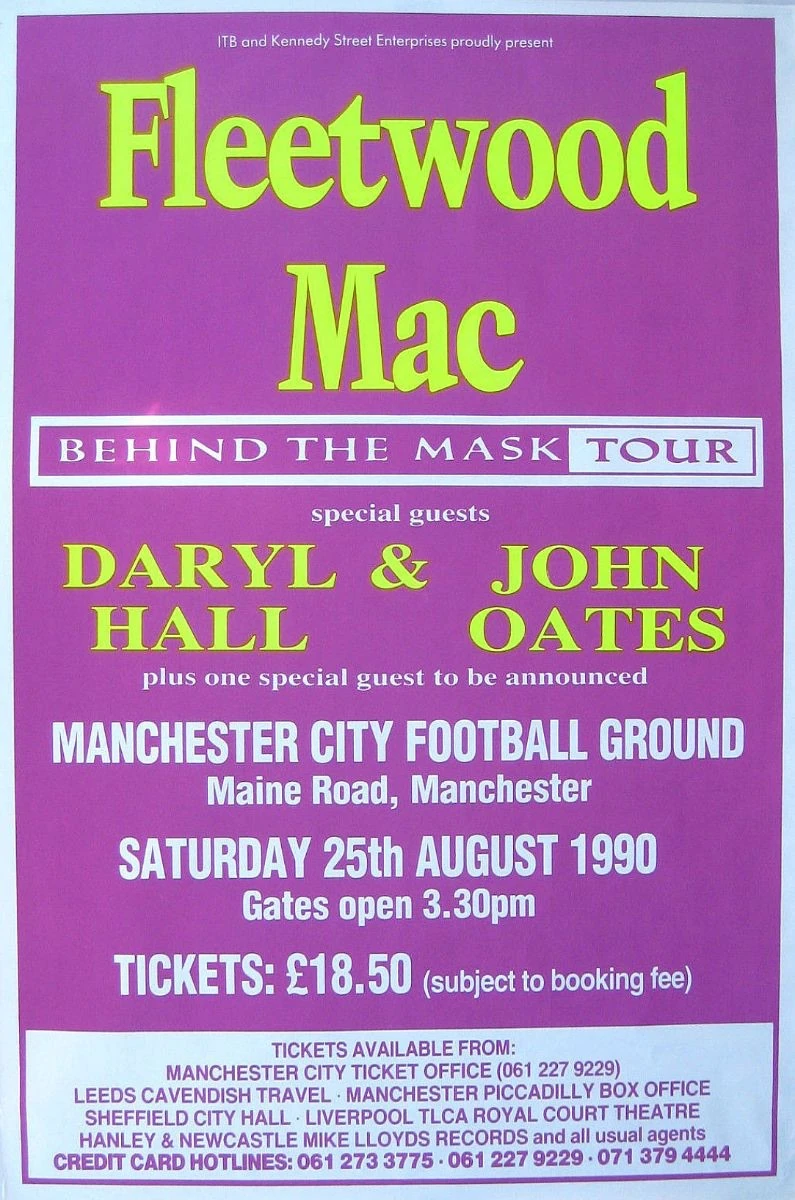 ITB and Kennedy Street Enterprises proudly present
Fleetwood
Mac
BEHIND THE MASK TOUR
special guests
DARYL & JOHN
HALL OATES
plus one special guest to be announced
MANCHESTER CITY FOOTBALL GROUND
Maine Road, Manchester
SATURDAY 25th AUGUST 1990
Gates open 3.30pm
TICKETS: £18.50 (subject to booking fee)
TICKETS AVAILABLE FROM:
MANCHESTER CITY TICKET OFFICE (061 227 9229)
LEEDS CAVENDISH TRAVEL · MANCHESTER PICCADILLY BOX OFFICE
SHEFFIELD CITY HALL · LIVERPOOL TLCA ROYAL COURT THEATRE
HANLEY & NEWCASTLE MIKE LLOYDS RECORDS and all usual agents
CREDIT CARD HOTLINES: 061 273 3775 · 061 227 9229 · 071 379 4444